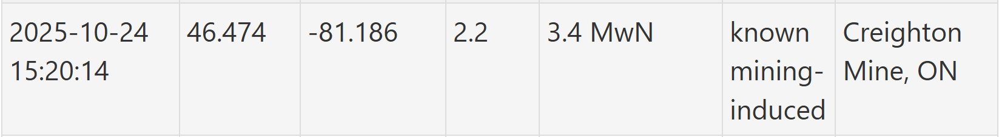 2025-10-24 46.474 -81.186 2.2 3.4 MwN known Creighton
15:20:14 mining- Mine, ON
induced